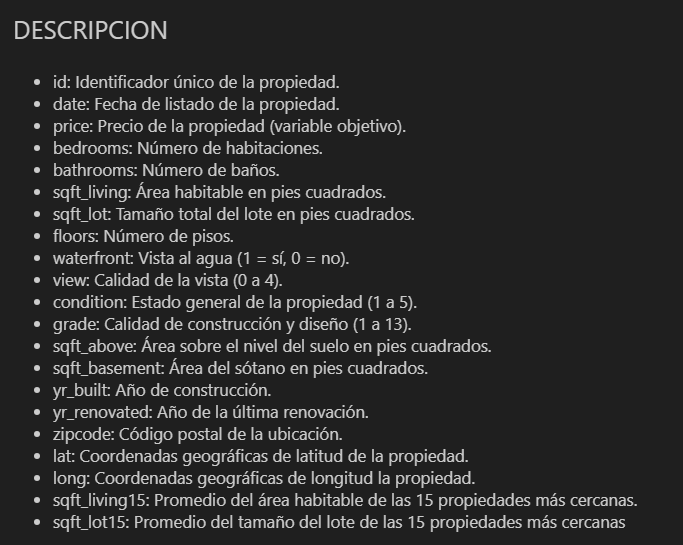 DESCRIPCION
• id: Identificador único de la propiedad.
• date: Fecha de listado de la propiedad.
• price: Precio de la propiedad (variable objetivo).
• bedrooms: Número de habitaciones.
• bathrooms: Número de baños.
• sqft_living: Área habitable en pies cuadrados.
• sqft_lot: Tamaño total del lote en pies cuadrados.
• floors: Número de pisos.
• waterfront: Vista al agua (1 = sí, 0 = no).
• view: Calidad de la vista (0 a 4).
• condition: Estado general de la propiedad (1 a 5).
• grade: Calidad de construcción y diseño (1 a 13).
• sqft_above: Área sobre el nivel del suelo en pies cuadrados.
• sqft_basement: Área del sótano en pies cuadrados.
• yr_built: Año de construcción.
• yr_renovated: Año de la última renovación.
• zipcode: Código postal de la ubicación.
• lat: Coordenadas geográficas de latitud de la propiedad.
• long: Coordenadas geográficas de longitud la propiedad.
• sqft_living15: Promedio del área habitable de las 15 propiedades más cercanas.
• sqft_lot15: Promedio del tamaño del lote de las 15 propiedades más cercanas